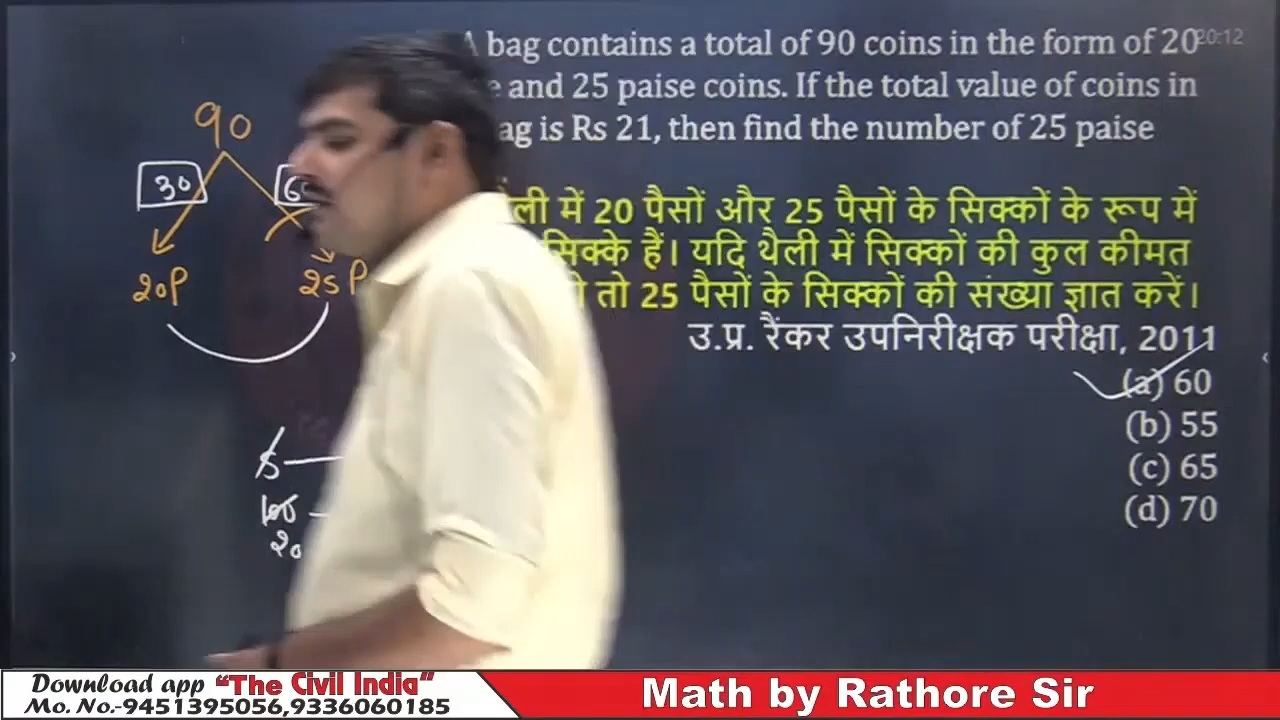 A bag contains a total of 90 coins in the form of 20
20:12
e and 25 paise coins. If the total value of coins in
ag is Rs 21, then find the number of 25 paise
90
30
20P
25P
ली में 20 पैसों और 25 पैसों के सिक्कों के रूप में
सिक्के हैं। यदि थैली में सिक्कों की कुल कीमत
तो 25 पैसों के सिक्कों की संख्या ज्ञात करें।
उ.प्र. रैंकर उपनिरीक्षक परीक्षा, 2011
(a) 60
(b) 55
(c) 65
(d) 70
Download app "The Civil India"
Mo. No.-9451395056,9336060185
Math by Rathore Sir